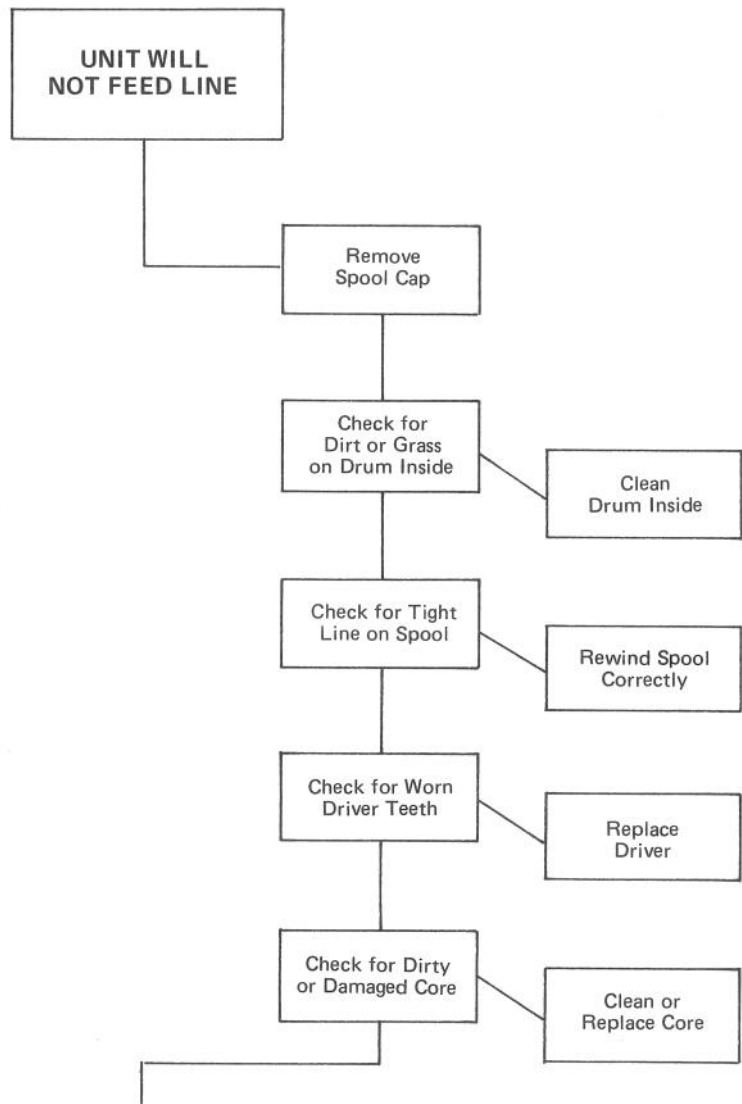 UNIT WILL
NOT FEED LINE
Remove
Spool Cap
Check for
Dirt or Grass
on Drum Inside
Clean
Drum Inside
Check for Tight
Line on Spool
Rewind Spool
Correctly
Check for Worn
Driver Teeth
Replace
Driver
Check for Dirty
or Damaged Core
Clean or
Replace Core